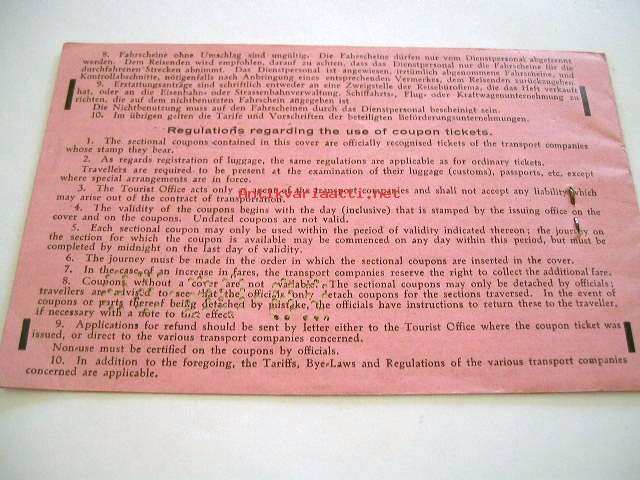 8. Fahrscheine ohne Umschlag sind ungültig. Die Fahrscheine dürfen nur vom Dienstpersonal abgetrennt
werden. Dem Reisenden wird empfohlen, darauf zu achten, dass das Dienstpersonal nur die Fahrscheine für die
durchfahrenen Strecken abnimmt. Das Dienstpersonal ist angewiesen, irrtümlich abgenommene Fahrscheine, und
Kontrollabschnitte, nötigenfalls nach Anbringung eines entsprechenden Vermerkes, dem Reisenden zurückzugeben.
9. Erstattungsanträge sind schriftlich entweder an eine Zweigstelle der Reisebürofirma, die das Heft verkauft
hat, oder an die Eisenbahn- oder Strassenbahnverwaltung, Schiffahrts-, Flug- oder Kraftwagenunternehmung zu
richten, die auf dem nichtbenutzten Fahrschein angegeben ist.
Die Nichtbenutzung muss auf den Fahrscheinen durch das Dienstpersonal bescheinigt sein.
10. Im übrigen gelten die Tarife und Vorschriften der beteiligten Beförderungsunternehmungen.
Regulations regarding the use of coupon tickets.
1. The sectional coupons contained in this cover are officially recognised tickets of the transport companies
whose stamp they bear.
2. As regards registration of luggage, the same regulations are applicable as for ordinary tickets.
Travellers are required to be present at the examination of their luggage (customs), passports, etc, except
where special arrangements are in force.
3. The Tourist Office acts only as agent of the transport companies and shall not accept any liability which
may arise out of the contract of transportation.
Antikvariaatti.net
4. The validity of the coupons begins with the day (inclusive) that is stamped by the issuing office on the
cover and on the coupons. Undated coupons are not valid.
5. Each sectional coupon may only be used within the period of validity indicated thereon; the journey on
the section for which the coupon is available may be commenced on any day within this period, but must be
completed by midnight on the last day of validity.
6. The journey must be made in the order in which the sectional coupons are inserted in the cover.
7. In the case of an increase in fares, the transport companies reserve the right to collect the additional fare.
8. Coupons without a cover are not available. The sectional coupons may only be detached by officials;
travellers are advised to see that the officials only detach coupons for the sections traversed. In the event of
coupons or parts thereof being detached by mistake, the officials have instructions to return these to the traveller,
if necessary with a note to this effect.
9. Applications for refund should be sent by letter either to the Tourist Office where the coupon ticket was
issued, or direct to the various transport companies concerned.
Non-use must be certified on the coupons by officials.
10. In addition to the foregoing, the Tariffs, Bye-Laws and Regulations of the various transport companies
concerned are applicable.